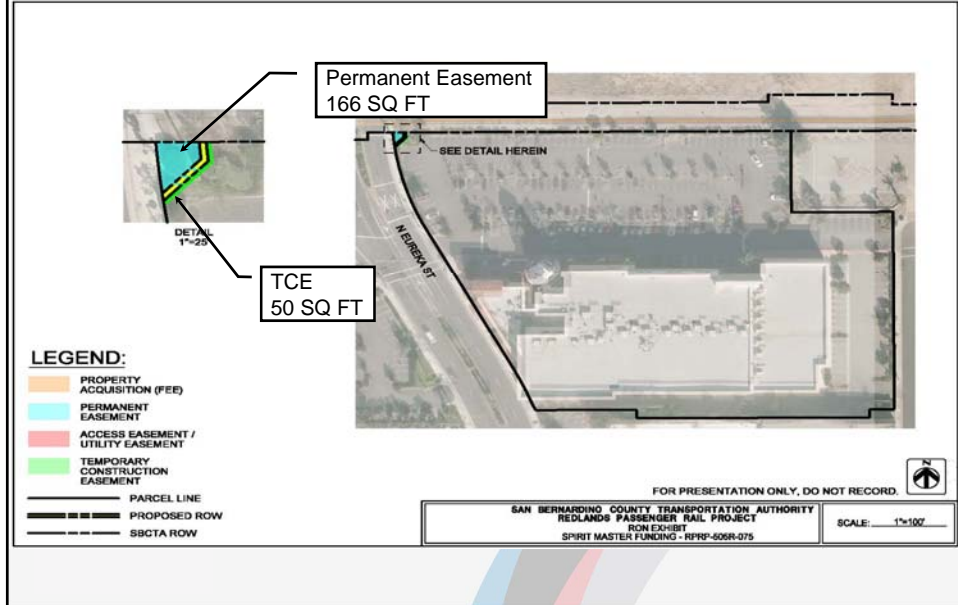 Permanent Easement
166 SQ FT
SEE DETAIL HEREIN
DETAIL
1"=25'
N EUREKA ST
TCE
50 SQ FT
LEGEND:
PROPERTY
ACQUISITION (FEE)
PERMANENT
EASEMENT
ACCESS EASEMENT /
UTILITY EASEMENT
TEMPORARY
CONSTRUCTION
EASEMENT
PARCEL LINE
PROPOSED ROW
SBCTA ROW
N
FOR PRESENTATION ONLY, DO NOT RECORD.
SAN BERNARDINO COUNTY TRANSPORTATION AUTHORITY
REDLANDS PASSENGER RAIL PROJECT
RON EXHIBIT
SPIRIT MASTER FUNDING - RPRP-606R-075
SCALE: 1"=100'